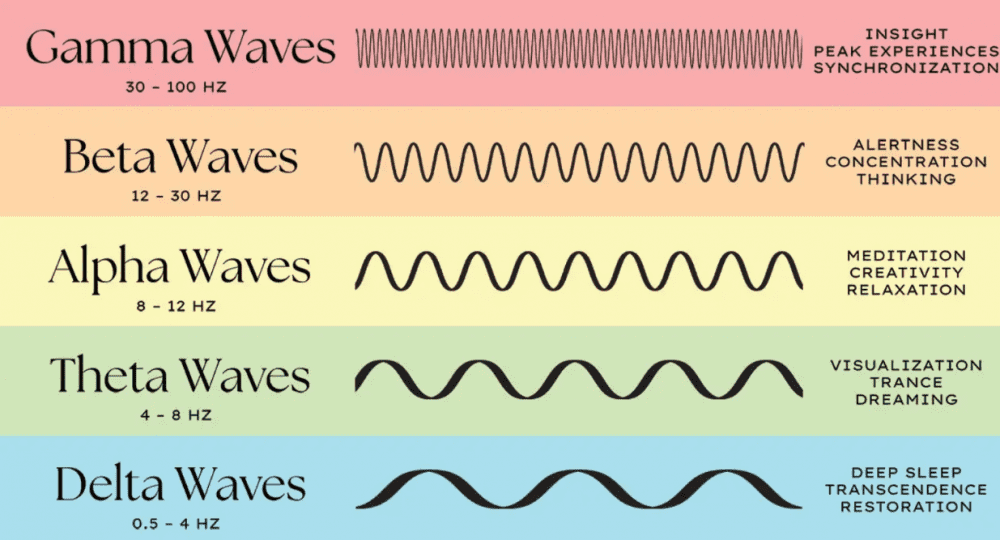 Gamma Waves
30 – 100 HZ
INSIGHT
PEAK EXPERIENCES
SYNCHRONIZATION
Beta Waves
12 – 30 HZ
ALERTNESS
CONCENTRATION
THINKING
Alpha Waves
8 – 12 HZ
MEDITATION
CREATIVITY
RELAXATION
Theta Waves
4 – 8 HZ
VISUALIZATION
TRANCE
DREAMING
Delta Waves
0.5 – 4 HZ
DEEP SLEEP
TRANSCENDENCE
RESTORATION